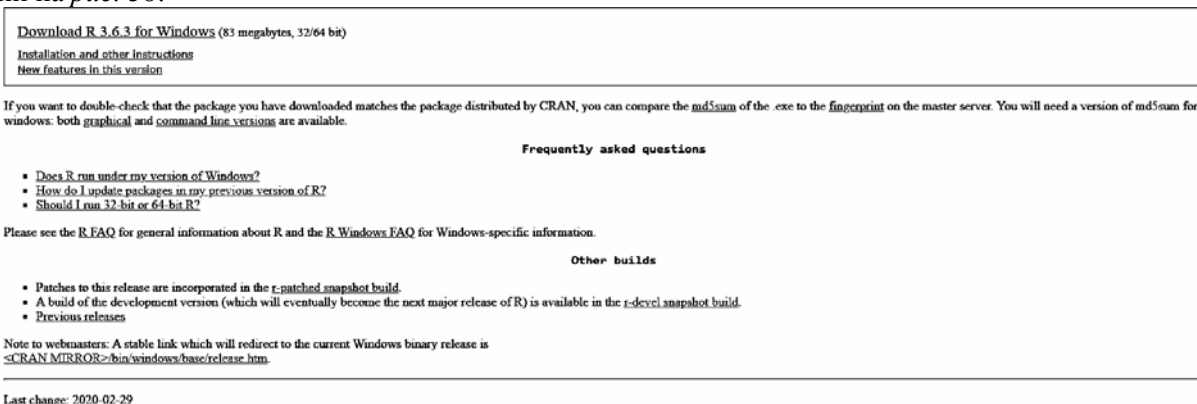 на рис. 30.
Download R 3.6.3 for Windows (83 megabytes, 32/64 bit)
Installation and other instructions
New features in this version
If you want to double-check that the package you have downloaded matches the package distributed by CRAN, you can compare the md5sum of the .exe to the fingerprint on the master server. You will need a version of md5sum for
windows: both graphical and command line versions are available.
Frequently asked questions
▪ Does R run under my version of Windows?
▪ How do I update packages in my previous version of R?
▪ Should I run 32-bit or 64-bit R?
Please see the R FAQ for general information about R and the R Windows FAQ for Windows-specific information.
Other builds
▪ Patches to this release are incorporated in the r-patched snapshot build.
▪ A build of the development version (which will eventually become the next major release of R) is available in the r-devel snapshot build.
▪ Previous releases
Note to webmasters: A stable link which will redirect to the current Windows binary release is
<CRAN MIRROR>/bin/windows/base/release.htm.
Last change: 2020-02-29